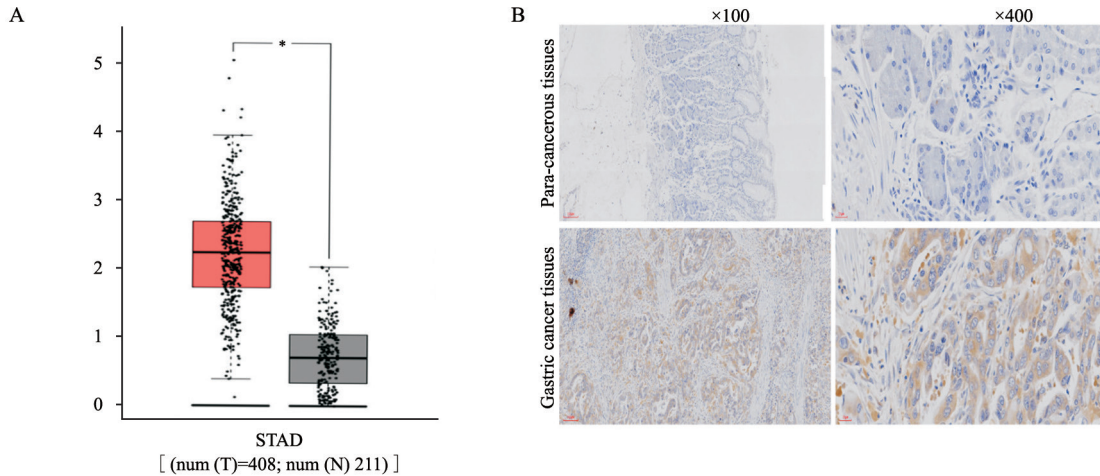 A
5
4
3
2
1
0
*
STAD
[ (num (T)=408; num (N) 211) ]
B
×100
×400
Para-cancerous tissues
Gastric cancer tissues